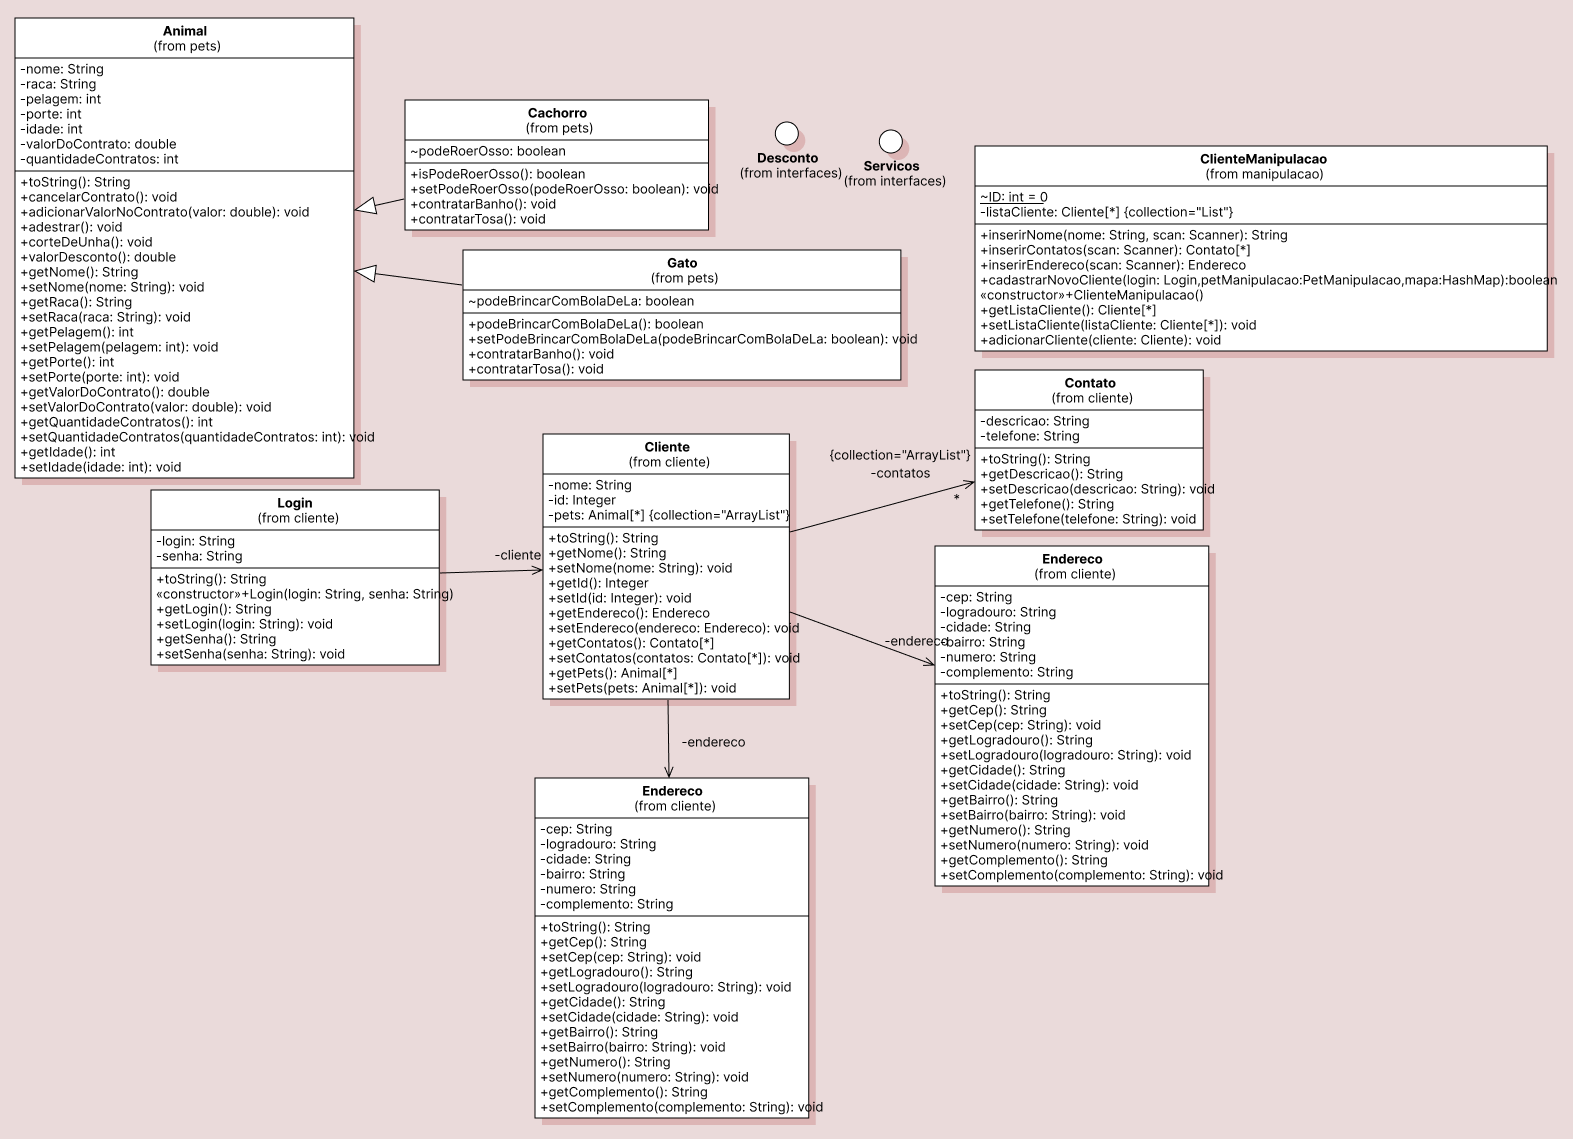 Animal
(from pets)
-nome: String
-raca: String
-pelagem: int
-porte: int
-idade: int
-valorDoContrato: double
-quantidadeContratos: int
+toString(): String
+cancelarContrato(): void
+adicionarValorNoContrato(valor: double): void
+adestrar(): void
+corteDeUnha(): void
+valorDesconto(): double
+getNome(): String
+setNome(nome: String): void
+getRaca(): String
+setRaca(raca: String): void
+getPelagem(): int
+setPelagem(pelagem: int): void
+getPorte(): int
+setPorte(porte: int): void
+getValorDoContrato(): double
+setValorDoContrato(valor: double): void
+getQuantidadeContratos(): int
+setQuantidadeContratos(quantidadeContratos: int): void
+getIdade(): int
+setIdade(idade: int): void
Cachorro
(from pets)
~podeRoerOsso: boolean
+isPodeRoerOsso(): boolean
+setPodeRoerOsso(podeRoerOsso: boolean): void
+contratarBanho(): void
+contratarTosa(): void
Desconto
(from interfaces)
Servicos
(from interfaces)
Gato
(from pets)
~podeBrincarComBolaDeLa: boolean
+podeBrincarComBolaDeLa(): boolean
+setPodeBrincarComBolaDeLa(podeBrincarComBolaDeLa: boolean): void
+contratarBanho(): void
+contratarTosa(): void
ClienteManipulacao
(from manipulacao)
~ID: int = 0
-listaCliente: Cliente[*] {collection="List"}
+inserirNome(nome: String, scan: Scanner): String
+inserirContatos(scan: Scanner): Contato[*]
+inserirEndereco(scan: Scanner): Endereco
+cadastrarNovoCliente(login: Login,petManipulacao:PetManipulacao,mapa:HashMap):boolean
«constructor»+ClienteManipulacao()
+getListaCliente(): Cliente[*]
+setListaCliente(listaCliente: Cliente[*]): void
+adicionarCliente(cliente: Cliente): void
Contato
(from cliente)
-descricao: String
-telefone: String
+toString(): String
+getDescricao(): String
+setDescricao(descricao: String): void
+getTelefone(): String
+setTelefone(telefone: String): void
{collection="ArrayList"}
-contatos
*
Login
(from cliente)
-login: String
-senha: String
+toString(): String
«constructor»+Login(login: String, senha: String)
+getLogin(): String
+setLogin(login: String): void
+getSenha(): String
+setSenha(senha: String): void
-cliente
Cliente
(from cliente)
-nome: String
-id: Integer
-pets: Animal[*] {collection="ArrayList"}
+toString(): String
+getNome(): String
+setNome(nome: String): void
+getId(): Integer
+setId(id: Integer): void
+getEndereco(): Endereco
+setEndereco(endereco: Endereco): void
+getContatos(): Contato[*]
+setContatos(contatos: Contato[*]): void
+getPets(): Animal[*]
+setPets(pets: Animal[*]): void
-endereco
Endereco
(from cliente)
-cep: String
-logradouro: String
-cidade: String
-bairro: String
-numero: String
-complemento: String
+toString(): String
+getCep(): String
+setCep(cep: String): void
+getLogradouro(): String
+setLogradouro(logradouro: String): void
+getCidade(): String
+setCidade(cidade: String): void
+getBairro(): String
+setBairro(bairro: String): void
+getNumero(): String
+setNumero(numero: String): void
+getComplemento(): String
+setComplemento(complemento: String): void
-endereco
Endereco
(from cliente)
-cep: String
-logradouro: String
-cidade: String
-bairro: String
-numero: String
-complemento: String
+toString(): String
+getCep(): String
+setCep(cep: String): void
+getLogradouro(): String
+setLogradouro(logradouro: String): void
+getCidade(): String
+setCidade(cidade: String): void
+getBairro(): String
+setBairro(bairro: String): void
+getNumero(): String
+setNumero(numero: String): void
+getComplemento(): String
+setComplemento(complemento: String): void